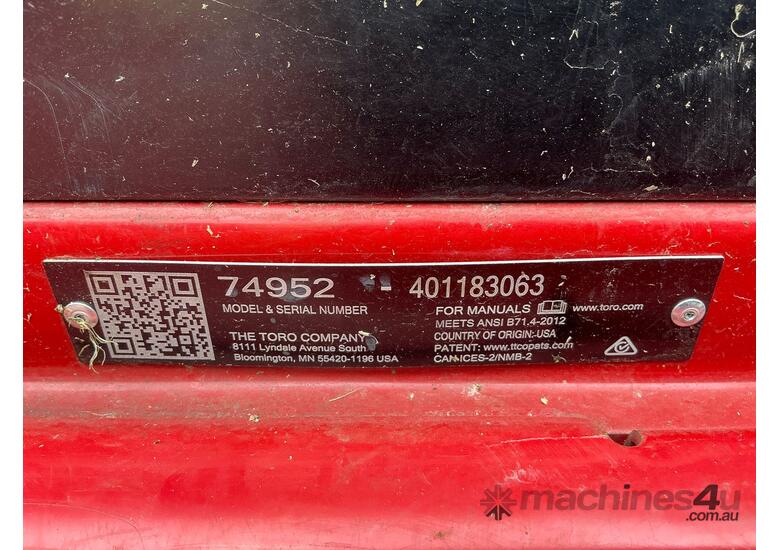 74952 - 401183063
MODEL & SERIAL NUMBER
THE TORO COMPANY
8111 Lyndale Avenue South
Bloomington, MN 55420-1196 USA
FOR MANUALS www.toro.com
MEETS ANSI B71.4-2012
COUNTRY OF ORIGIN: USA
PATENT: www.ttcopats.com
CAN ICES-2/NMB-2
machines4u
.com.au